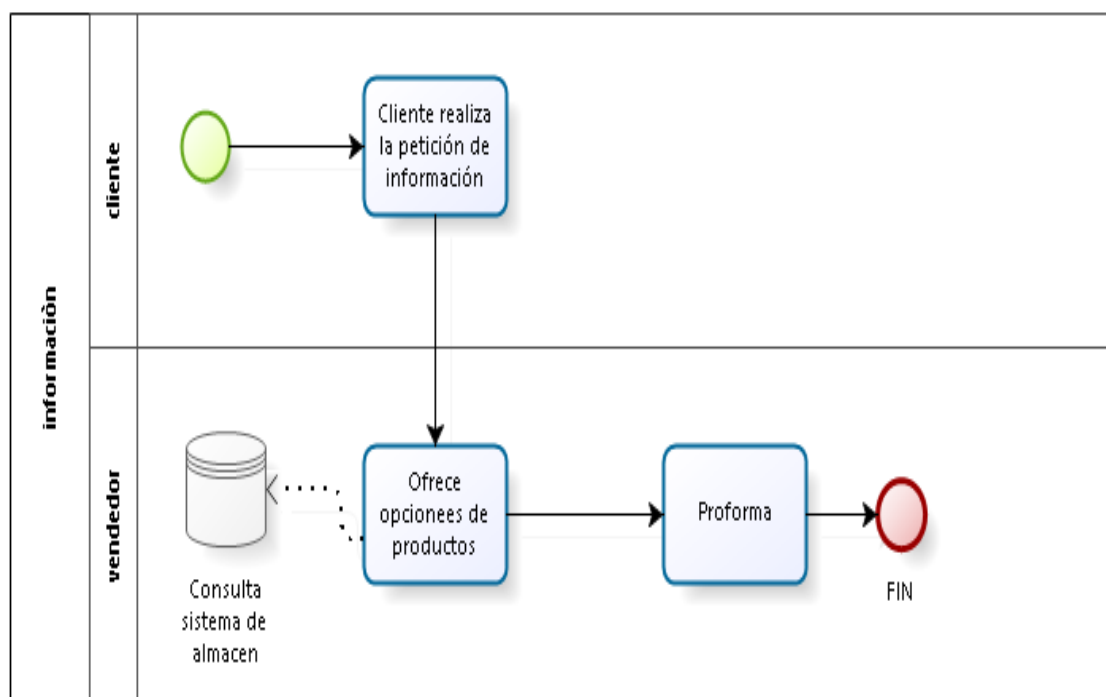 informaciòn
cliente
Cliente realiza
la petición de
información
vendedor
Consulta
sistema de
almacen
Ofrece
opcionees de
productos
Proforma
FIN